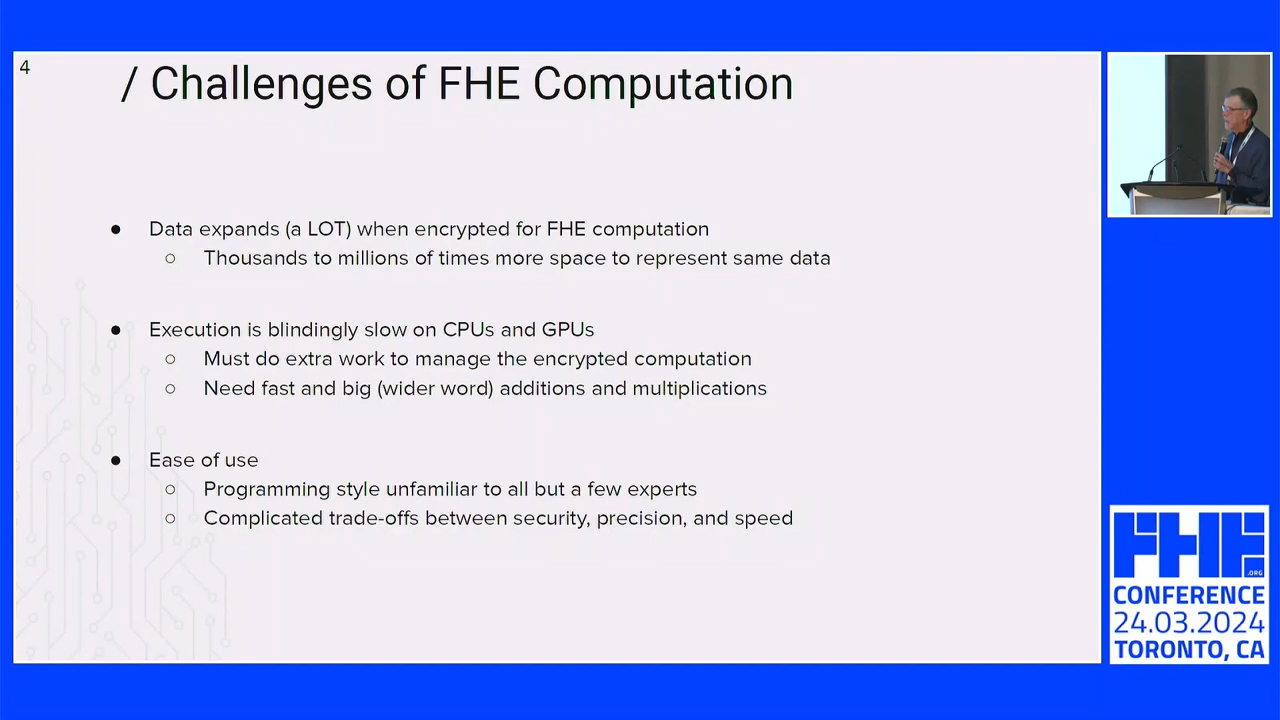 4
/ Challenges of FHE Computation
● Data expands (a LOT) when encrypted for FHE computation
○ Thousands to millions of times more space to represent same data
● Execution is blindingly slow on CPUs and GPUs
○ Must do extra work to manage the encrypted computation
○ Need fast and big (wider word) additions and multiplications
● Ease of use
○ Programming style unfamiliar to all but a few experts
○ Complicated trade-offs between security, precision, and speed
FHE
.ORG
CONFERENCE
24.03.2024
TORONTO, CA